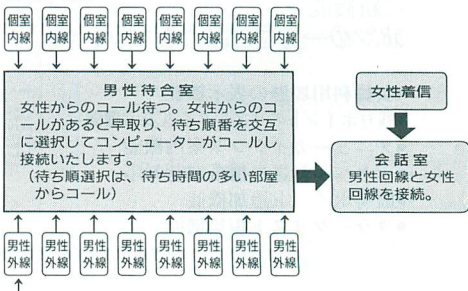 個室 個室 個室 個室 個室 個室 個室 個室
内線 内線 内線 内線 内線 内線 内線 内線
男性待合室
女性からのコール待つ。女性からのコ
ールがあると早取り、待ち順番を交互
に選択してコンピューターがコールし
接続いたします。
(待ち順選択は、待ち時間の多い部屋
からコール)
女性着信
会話室
男性回線と女性
回線を接続。
男性 男性 男性 男性 男性 男性 男性 男性
外線 外線 外線 外線 外線 外線 外線 外線